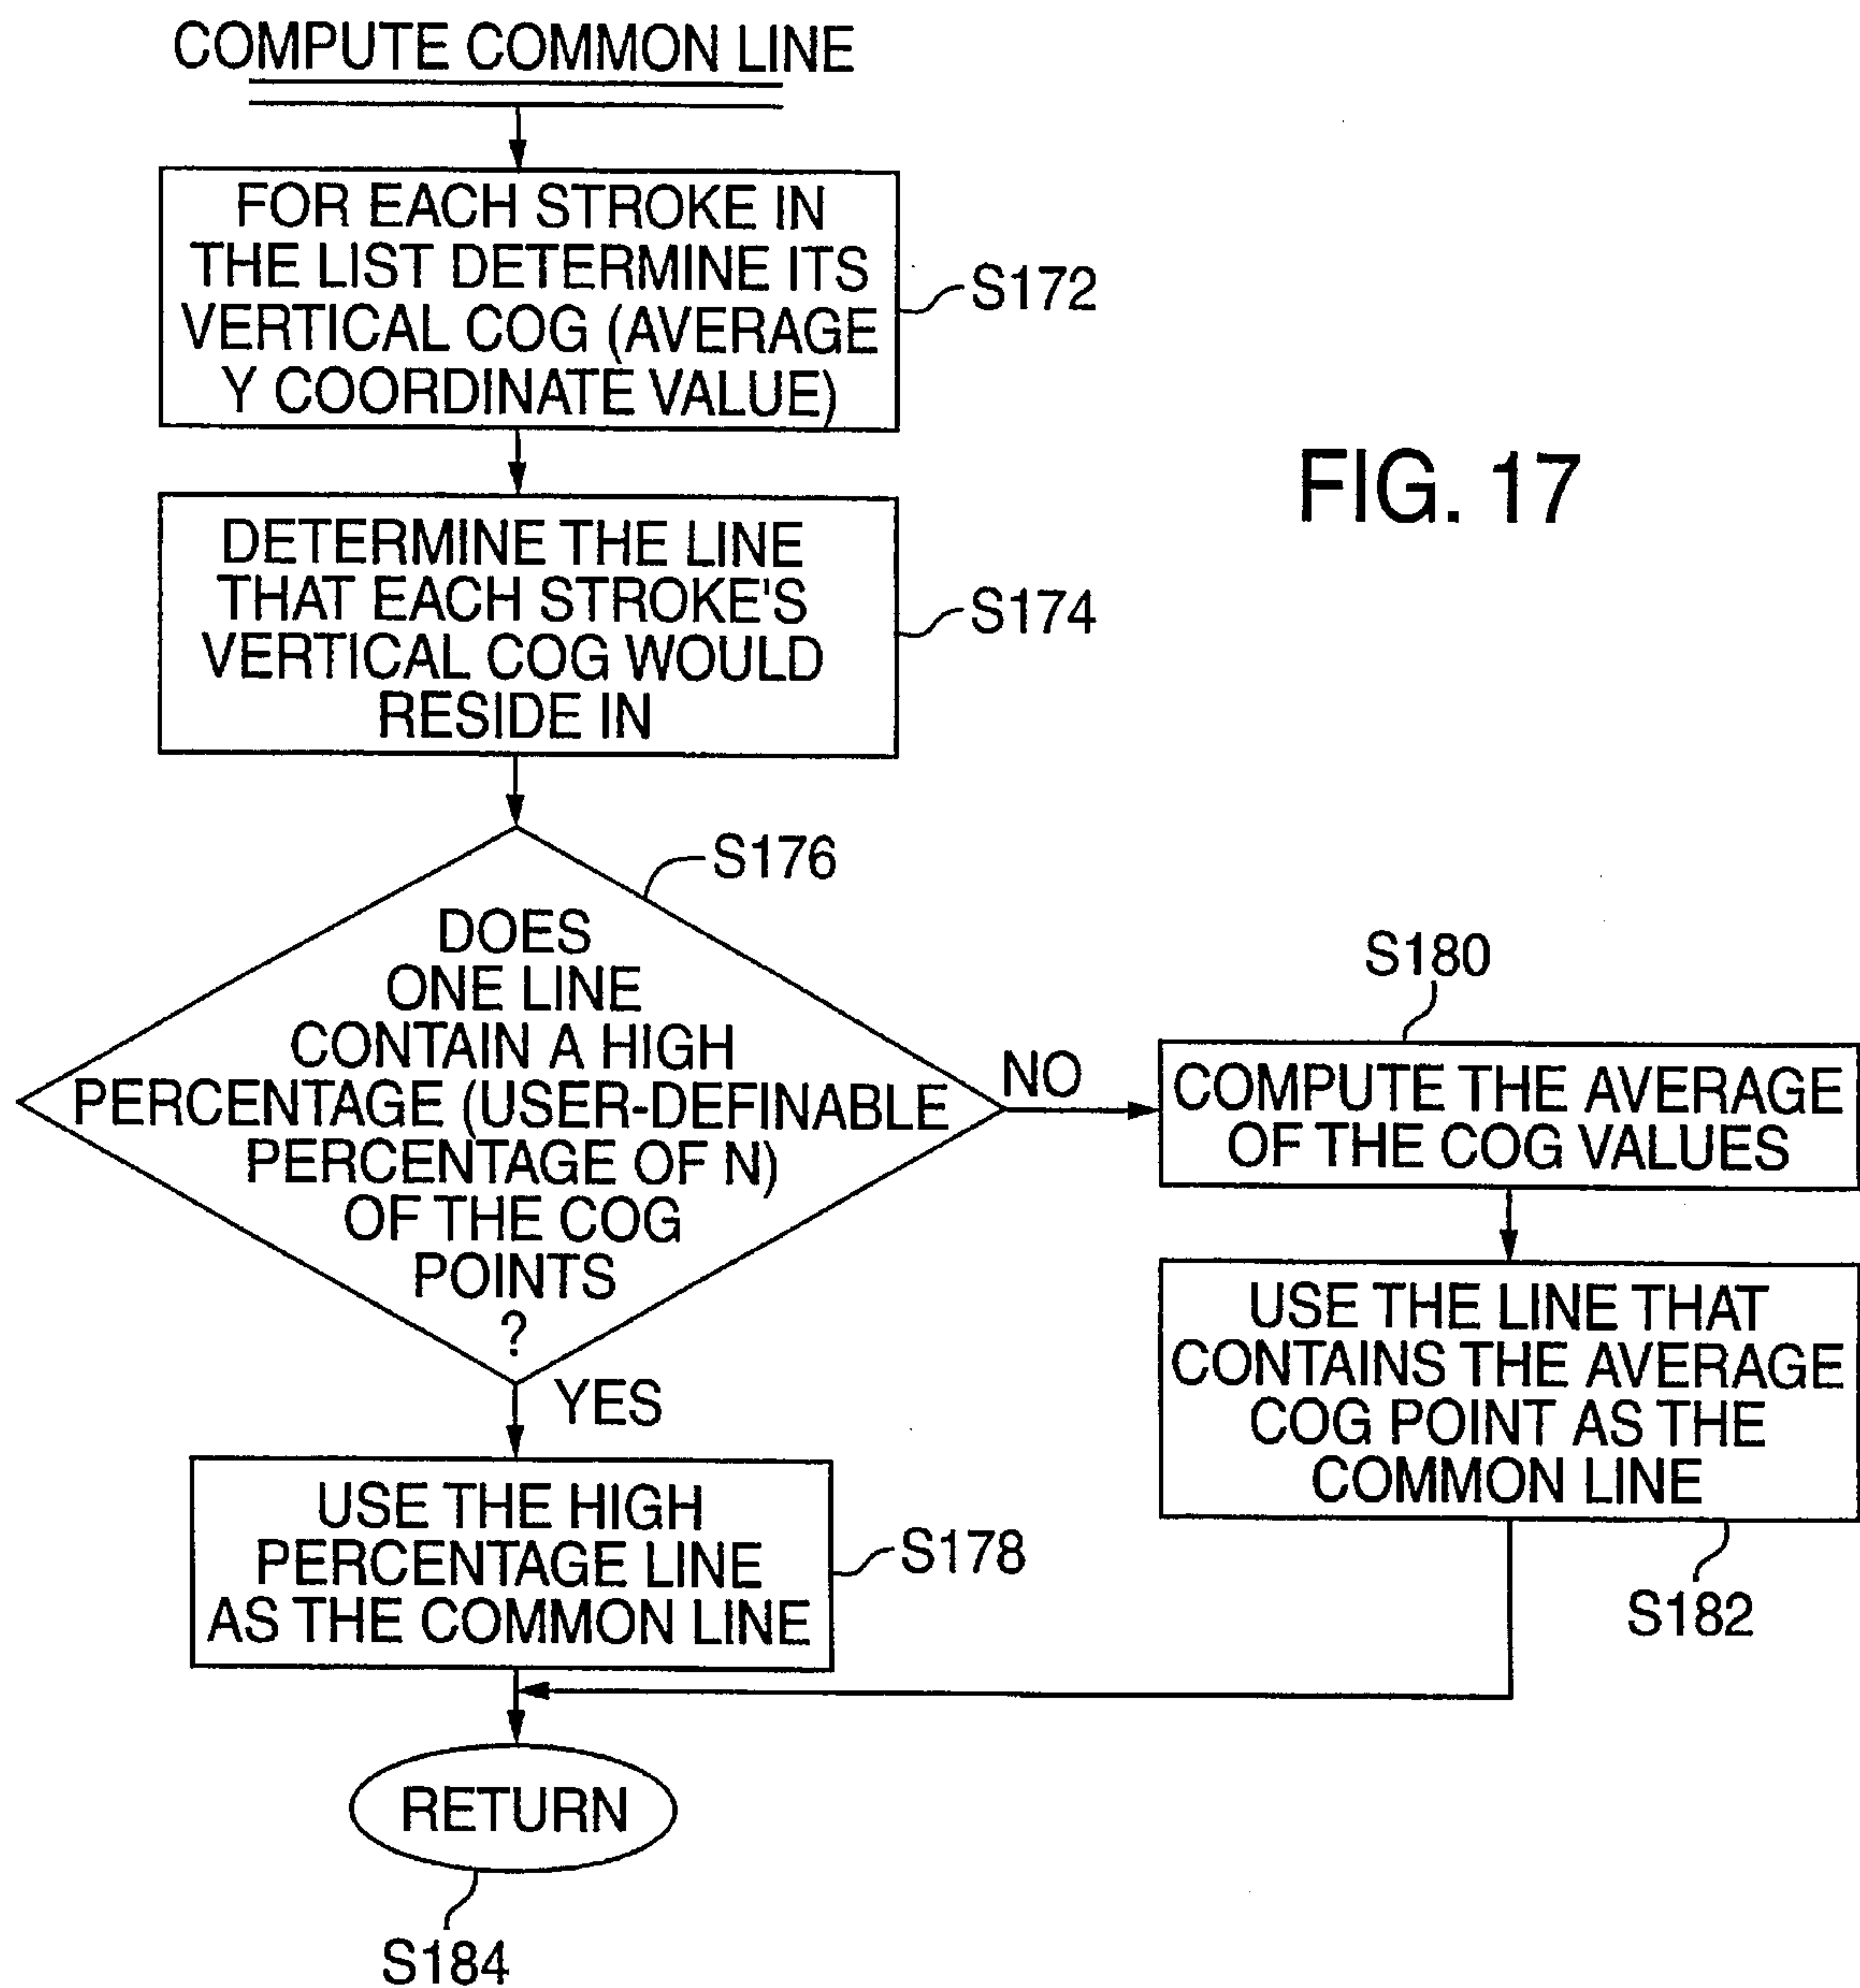 COMPUTE COMMON LINE
FOR EACH STROKE IN
THE LIST DETERMINE ITS
VERTICAL COG (AVERAGE
Y COORDINATE VALUE)
S172
FIG. 17
DETERMINE THE LINE
THAT EACH STROKE'S
VERTICAL COG WOULD
RESIDE IN
S174
S176
DOES
ONE LINE
CONTAIN A HIGH
PERCENTAGE (USER-DEFINABLE
PERCENTAGE OF N)
OF THE COG
POINTS
?
NO
YES
S180
COMPUTE THE AVERAGE
OF THE COG VALUES
USE THE LINE THAT
CONTAINS THE AVERAGE
COG POINT AS THE
COMMON LINE
S182
USE THE HIGH
PERCENTAGE LINE
AS THE COMMON LINE
S178
RETURN
S184